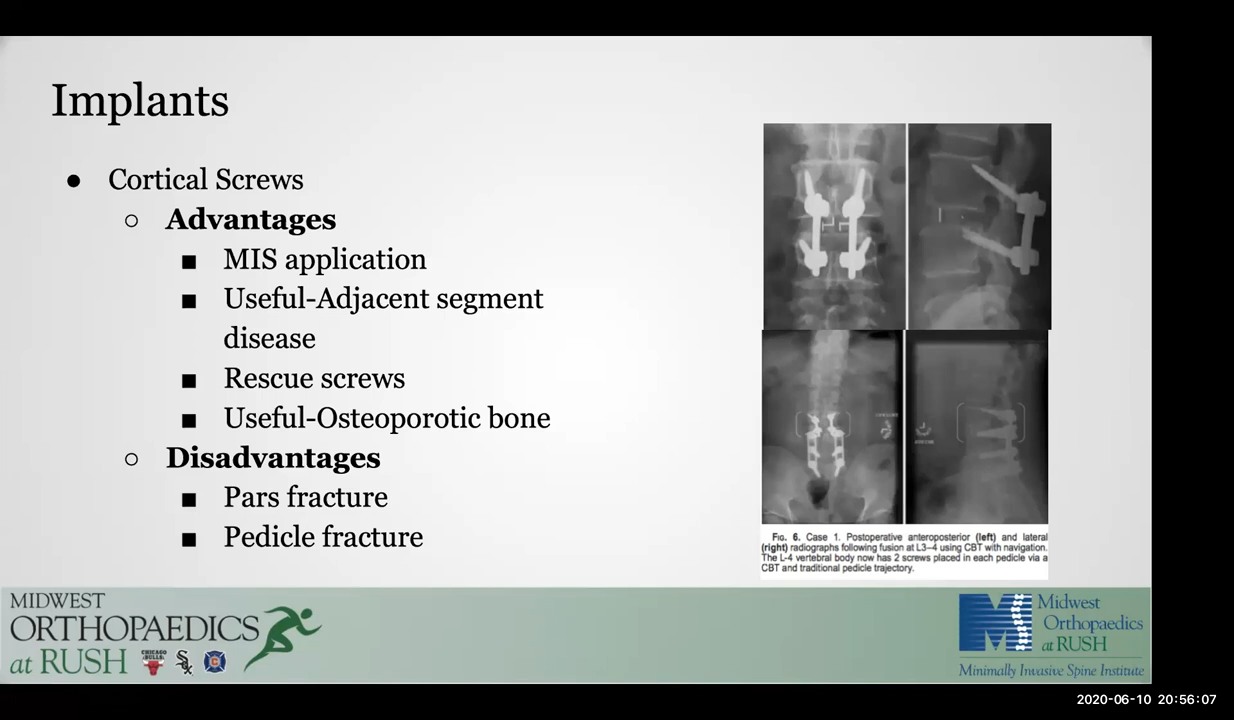 Implants
● Cortical Screws
○ Advantages
■ MIS application
■ Useful-Adjacent segment
disease
■ Rescue screws
■ Useful-Osteoporotic bone
○ Disadvantages
■ Pars fracture
■ Pedicle fracture
FIG. 6. Case 1. Postoperative anteroposterior (left) and lateral
(right) radiographs following fusion at L3–4 using CBT with navigation.
The L-4 vertebral body now has 2 screws placed in each pedicle via a
CBT and traditional pedicle trajectory.
MIDWEST
ORTHOPAEDICS
at RUSH
CHICAGO
BULLS
Midwest
Orthopaedics
at RUSH
Minimally Invasive Spine Institute
2020-06-10 20:56:07